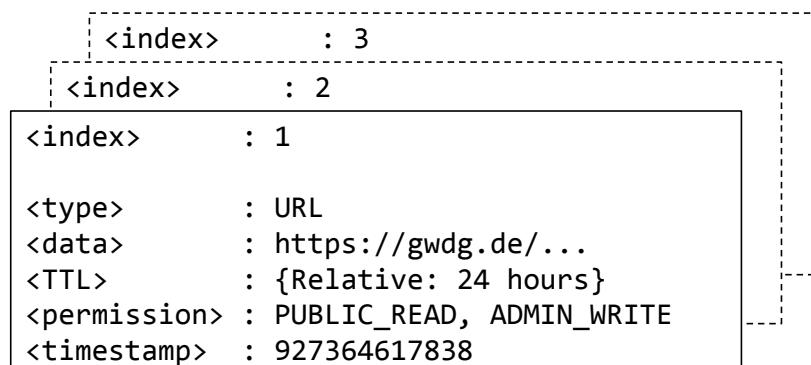 <index>      : 3
<index>      : 2
<index>      : 1
<type>       : URL
<data>       : https://gwdg.de/...
<TTL>        : {Relative: 24 hours}
<permission> : PUBLIC_READ, ADMIN_WRITE
<timestamp>  : 927364617838